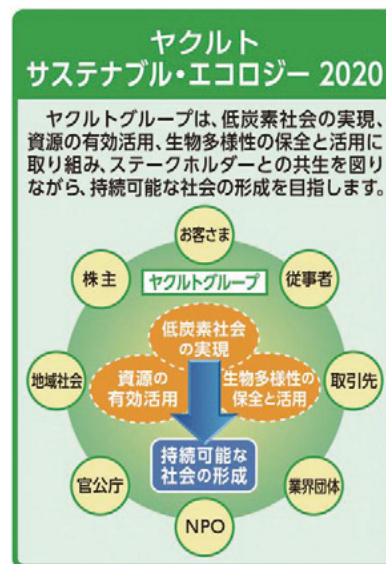 ヤクルト
サステナブル・エコロジー 2020
ヤクルトグループは、低炭素社会の実現、
資源の有効活用、生物多様性の保全と活用に
取り組み、ステークホルダーとの共生を図り
ながら、持続可能な社会の形成を目指します。
お客さま
株主
ヤクルトグループ
従事者
低炭素社会
の実現
地域社会
資源の
有効活用
生物多様性の
保全と活用
取引先
持続可能な
社会の形成
官公庁
業界団体
NPO